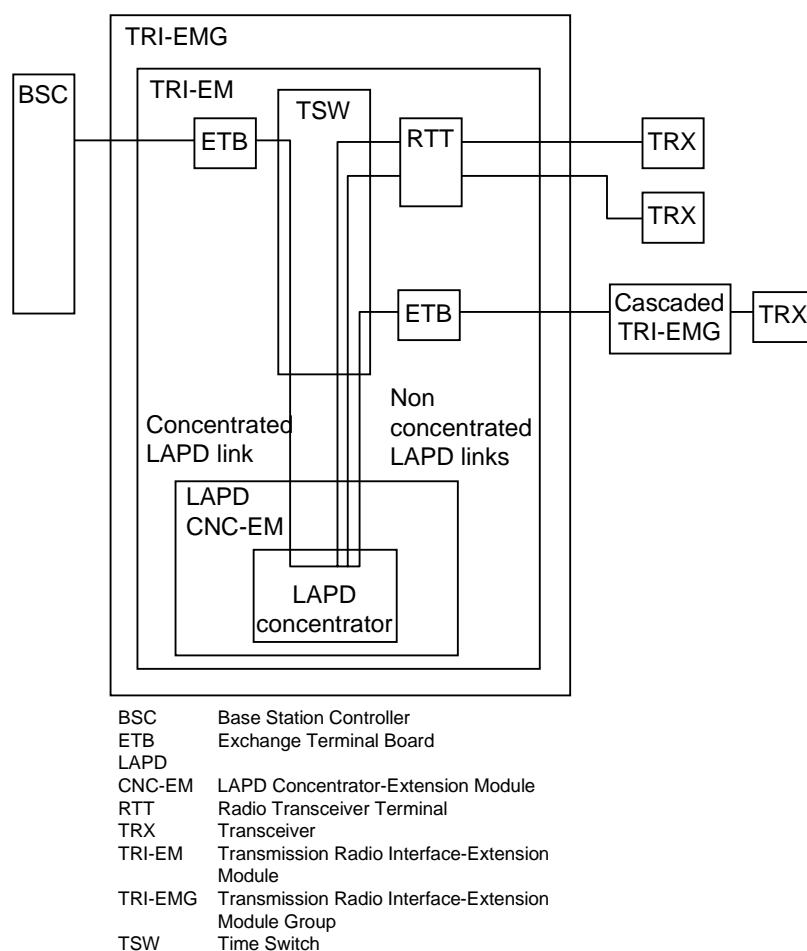 TRI-EMG
BSC
TRI-EM
TSW
ETB
RTT
TRX
TRX
ETB
Cascaded
TRI-EMG
TRX
Concentrated
LAPD link
Non
concentrated
LAPD links
LAPD
CNC-EM
LAPD
concentrator
BSC Base Station Controller
ETB Exchange Terminal Board
LAPD
CNC-EM LAPD Concentrator-Extension Module
RTT Radio Transceiver Terminal
TRX Transceiver
TRI-EM Transmission Radio Interface-Extension
Module
TRI-EMG Transmission Radio Interface-Extension
Module Group
TSW Time Switch